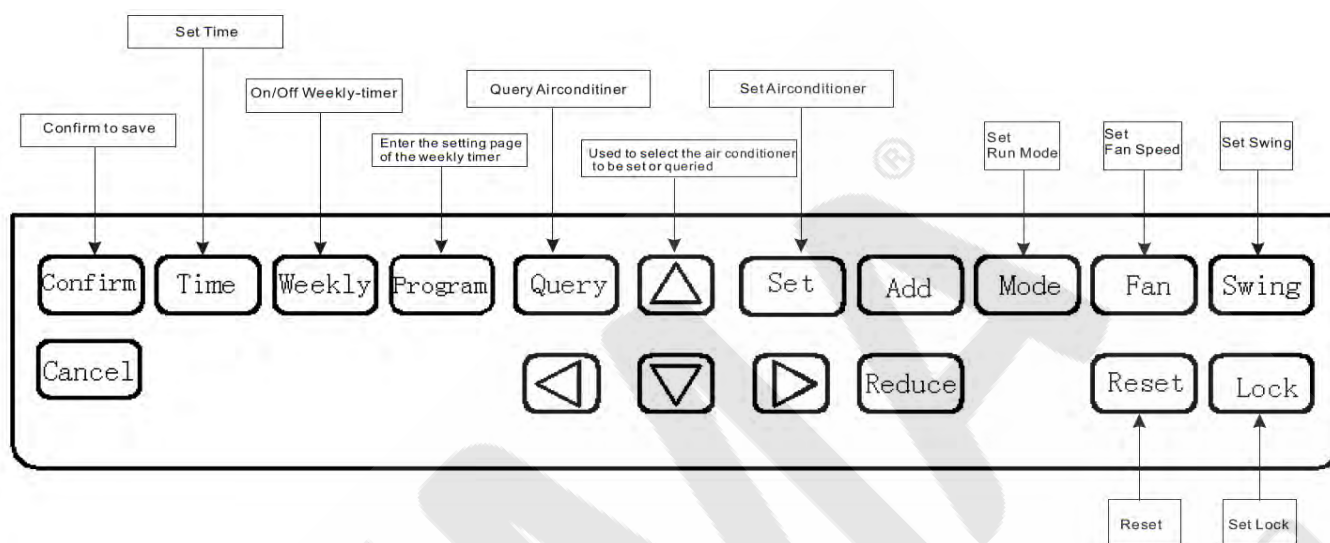 Set Time
On/Off Weekly-timer
Query Airconditiner
Set Airconditioner
Confirm to save
Enter the setting page
of the weekly timer
Used to select the air conditioner
to be set or queried
Set
Run Mode
Set
Fan Speed
Set Swing
®
Confirm
Time
Weekly
Program
Query
Set
Add
Mode
Fan
Swing
Cancel
Reduce
Reset
Lock
Reset
Set Lock